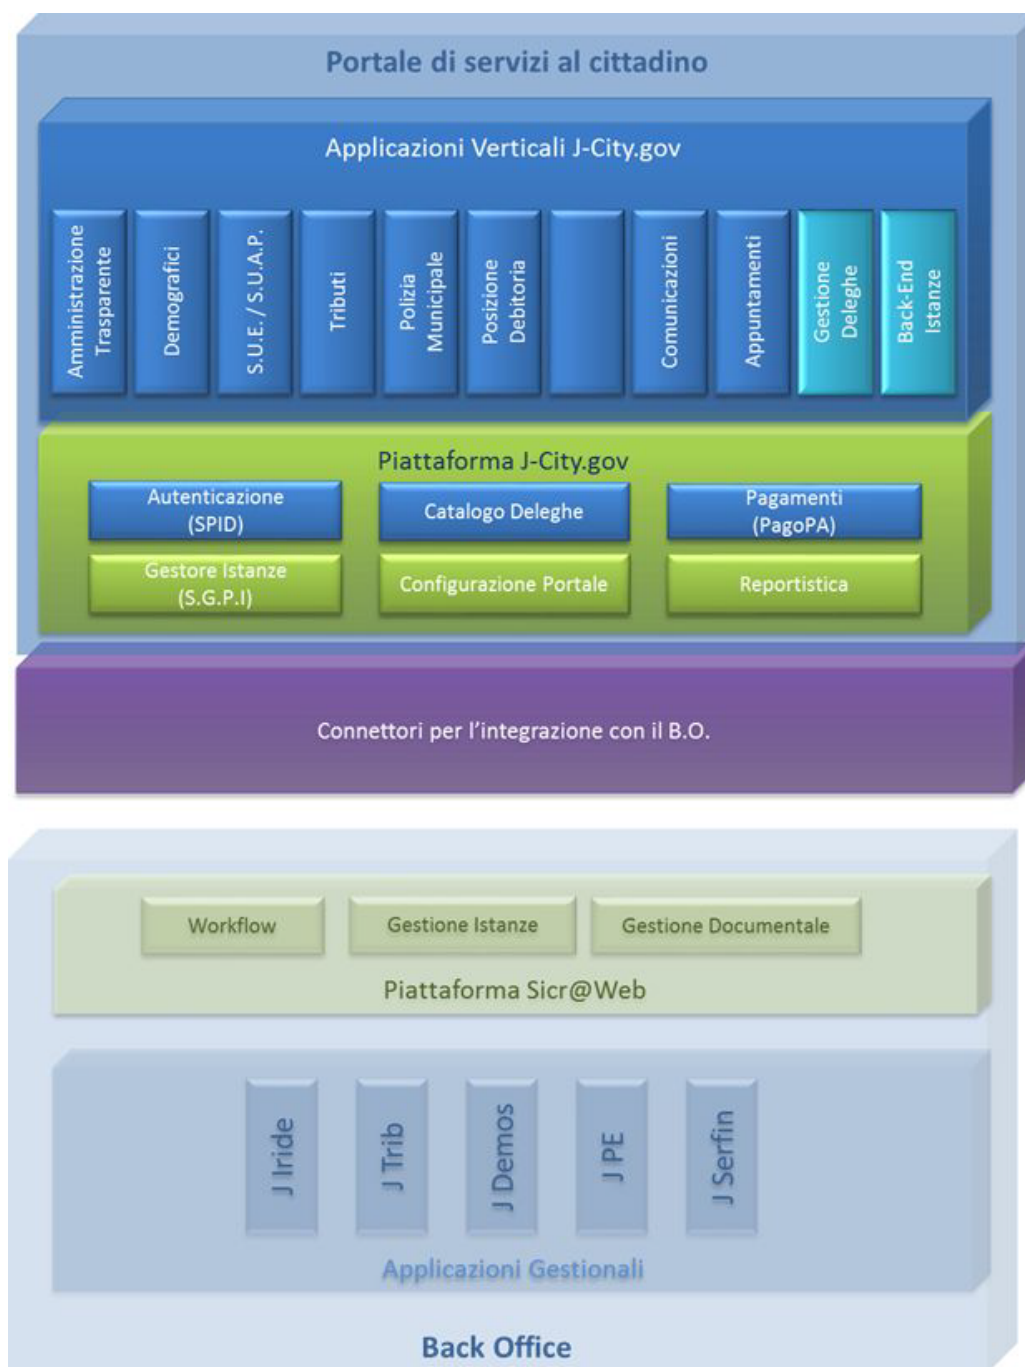 Portale di servizi al cittadino
Applicazioni Verticali J-City.gov
Amministrazione
Trasparente
Demografici
S.U.E. / S.U.A.P.
Tributi
Polizia
Municipale
Posizione
Debitoria
Comunicazioni
Appuntamenti
Gestione
Deleghe
Back-End
Istanze
Piattaforma J-City.gov
Autenticazione
(SPID)
Catalogo Deleghe
Pagamenti
(PagoPA)
Gestore Istanze
(S.G.P.I)
Configurazione Portale
Reportistica
Connettori per l’integrazione con il B.O.
Workflow
Gestione Istanze
Gestione Documentale
Piattaforma Sicr@Web
J Iride
J Trib
J Demos
J PE
J Serfin
Applicazioni Gestionali
Back Office